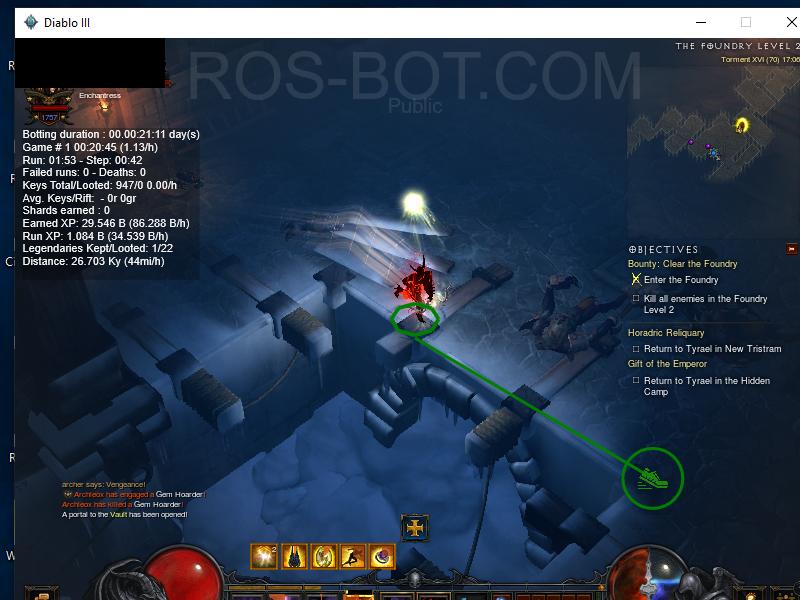 Diablo III
ROS-BOT.COM
Public
THE FOUNDRY LEVEL 2
Torment XVI (70) 17:06
Enchantress
1757
Botting duration : 00.00:21:11 day(s)
Game # 1 00:20:45 (1.13/h)
Run: 01:53 - Step: 00:42
Failed runs: 0 - Deaths: 0
Keys Total/Looted: 947/0 0.00/h
Avg. Keys/Rift: - 0r 0gr
Shards earned : 0
Earned XP: 29.546 B (86.288 B/h)
Run XP: 1.084 B (34.539 B/h)
Legendaries Kept/Looted: 1/22
Distance: 26.703 Ky (44mi/h)
OBJECTIVES
Bounty: Clear the Foundry
Enter the Foundry
Kill all enemies in the Foundry
Level 2
Horadric Reliquary
Return to Tyrael in New Tristram
Gift of the Emperor
Return to Tyrael in the Hidden
Camp
archer says: Vengeance!
Archleox has engaged a Gem Hoarder!
Archleox has killed a Gem Hoarder!
A portal to the Vault has been opened!
2